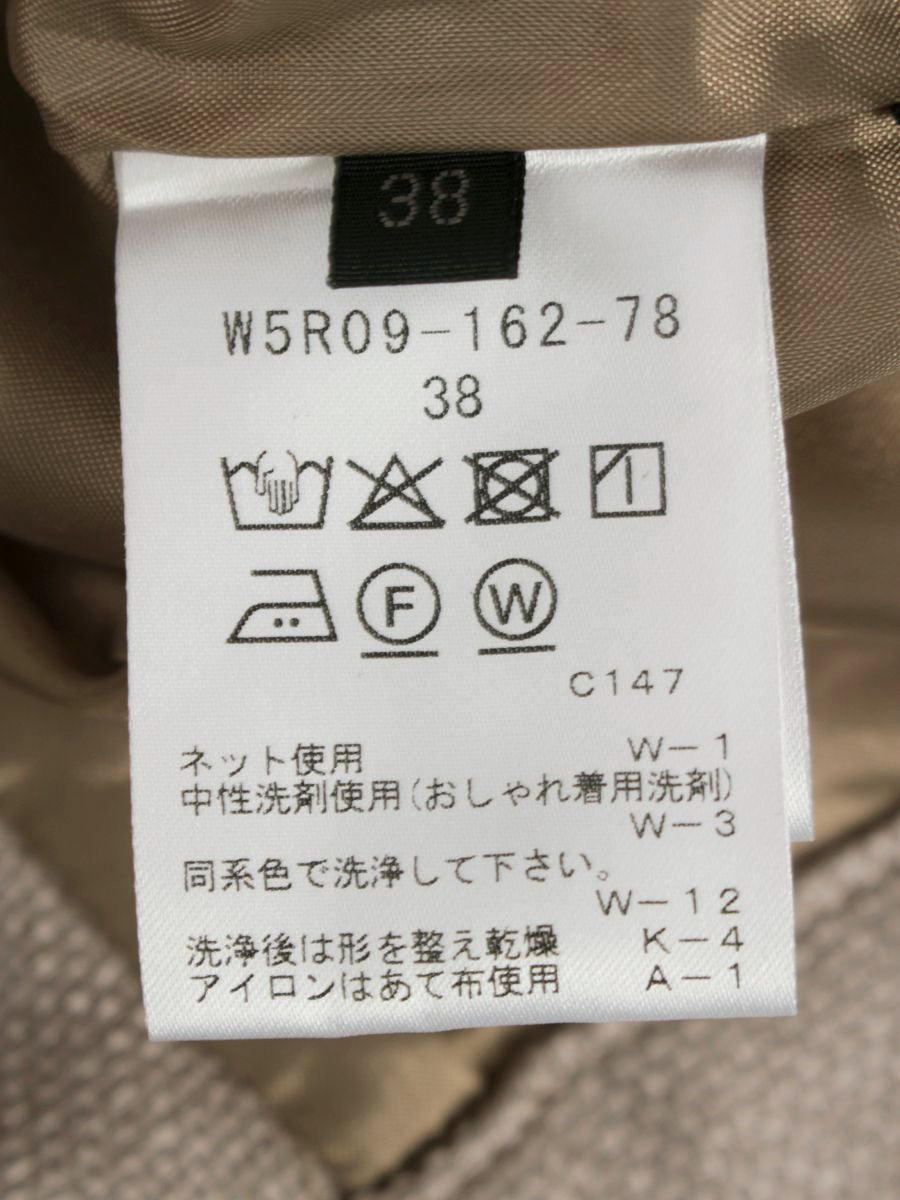 38
W5R09-162-78
38
F W
C147
ネット使用 W-1
中性洗剤使用(おしゃれ着用洗剤)
W-3
同系色で洗浄して下さい。
W-12
洗浄後は形を整え乾燥 K-4
アイロンはあて布使用 A-1